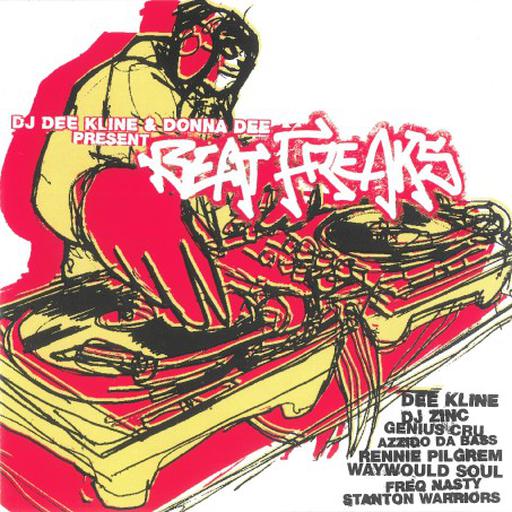 DJ DEE KLINE & DONNA DEE
PRESENT
BEAT FREAKS
DEE KLINE
DJ ZINC
GENIUS CRU
AZZIDO DA BASS
RENNIE PILGREM
WAYWOULD SOUL
FREQ NASTY
STANTON WARRIORS